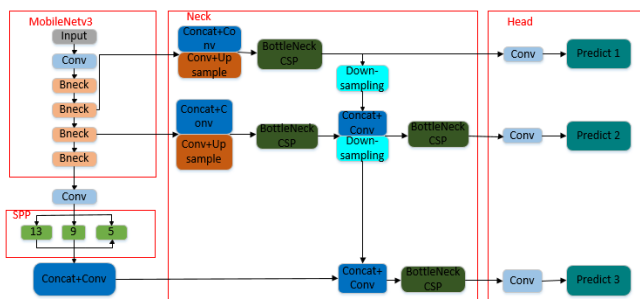 MobileNetv3
Input
Conv
Bneck
Bneck
Bneck
Bneck
Conv
SPP
13
9
5
Concat+Conv
Neck
Concat+Co
nv
Conv+Up
sample
BottleNeck
CSP
Down-
sampling
Concat+C
onv
Conv+Up
sample
BottleNeck
CSP
Concat+
Conv
Down-
sampling
BottleNeck
CSP
Concat+
Conv
BottleNeck
CSP
Head
Conv
Predict 1
Conv
Predict 2
Conv
Predict 3